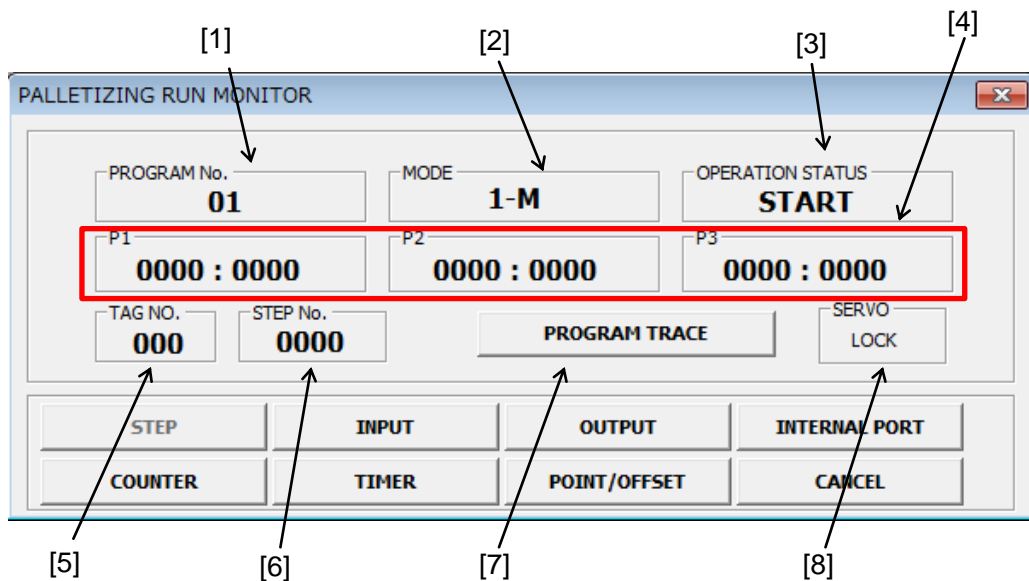 [1] [2] [3] [4]
PALLETIZING RUN MONITOR
PROGRAM No. MODE OPERATION STATUS
01 1-M START
P1 P2 P3
0000 : 0000 0000 : 0000 0000 : 0000
TAG NO. STEP No. SERVO
000 0000 PROGRAM TRACE LOCK
STEP INPUT OUTPUT INTERNAL PORT
COUNTER TIMER POINT/OFFSET CANCEL
[5] [6] [7] [8]